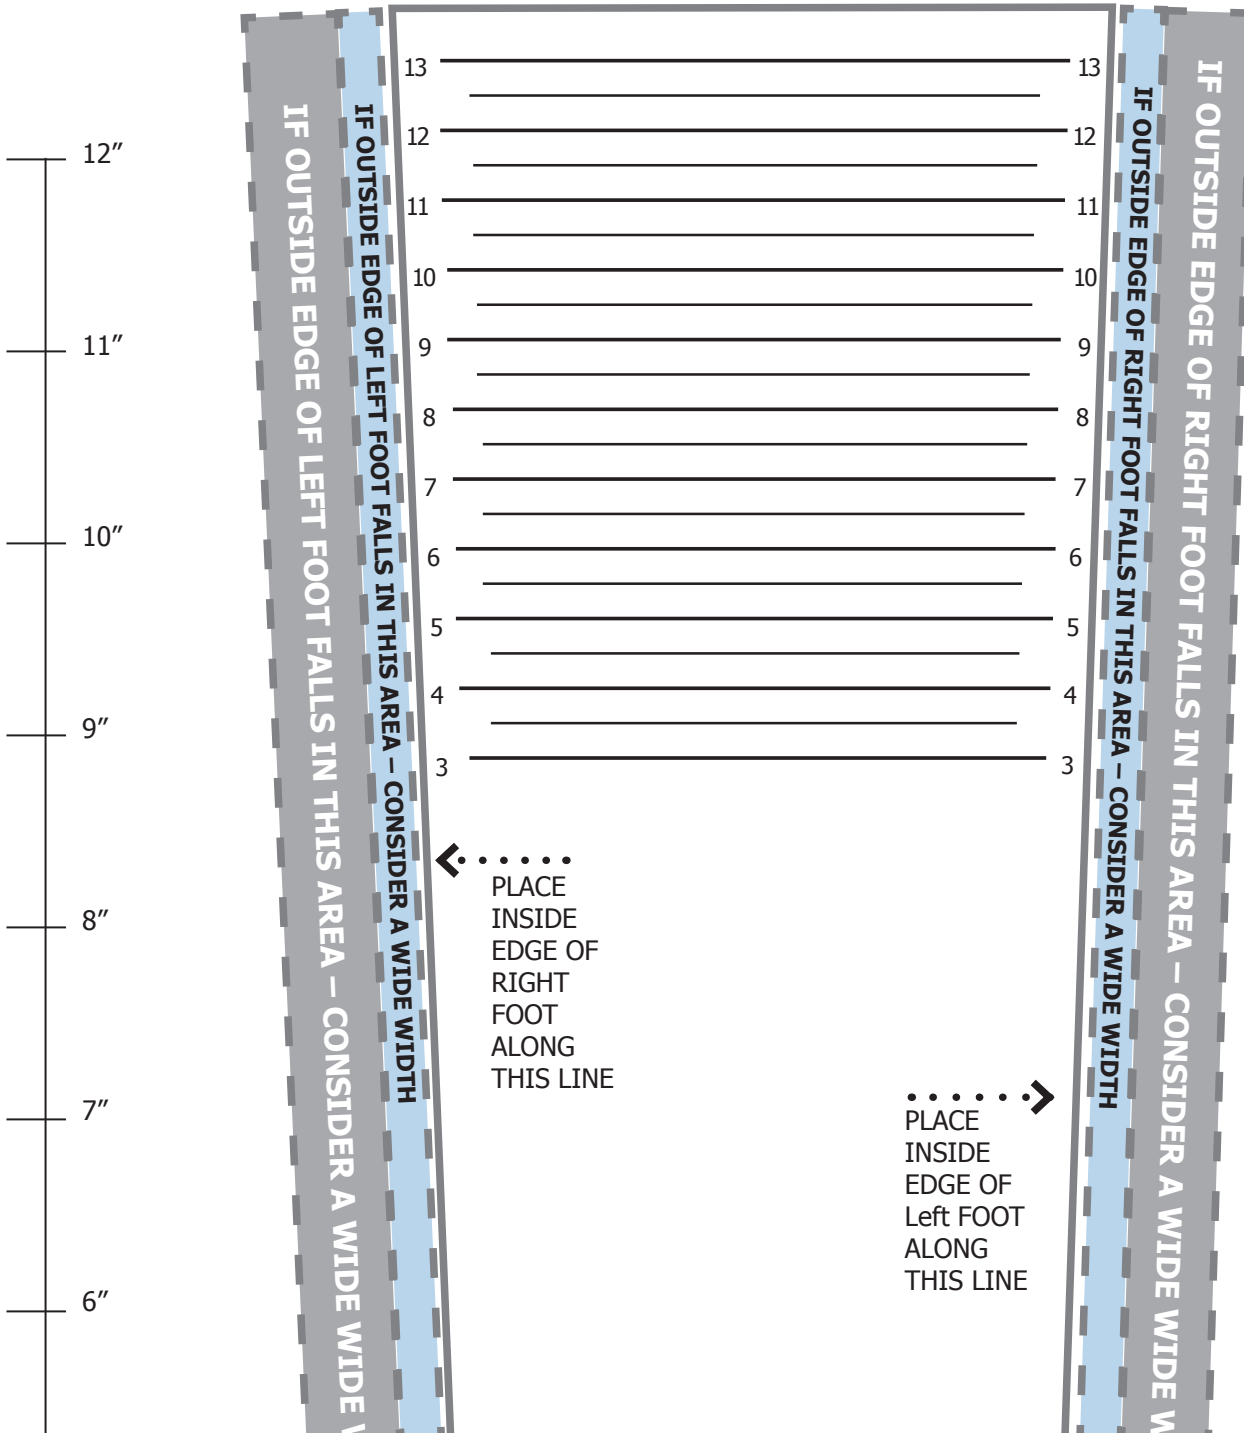 12"
11"
10"
9"
8"
7"
6"
IF OUTSIDE EDGE OF LEFT FOOT FALLS IN THIS AREA – CONSIDER A WIDE WIDE W
IF OUTSIDE EDGE OF LEFT FOOT FALLS IN THIS AREA – CONSIDER A WIDE WIDTH
13 13
12 12
11 11
10 10
9 9
8 8
7 7
6 6
5 5
4 4
3 3
PLACE
INSIDE
EDGE OF
RIGHT
FOOT
ALONG
THIS LINE
PLACE
INSIDE
EDGE OF
Left FOOT
ALONG
THIS LINE
IF OUTSIDE EDGE OF RIGHT FOOT FALLS IN THIS AREA – CONSIDER A WIDE WIDTH
IF OUTSIDE EDGE OF RIGHT FOOT FALLS IN THIS AREA – CONSIDER A WIDE WIDE W